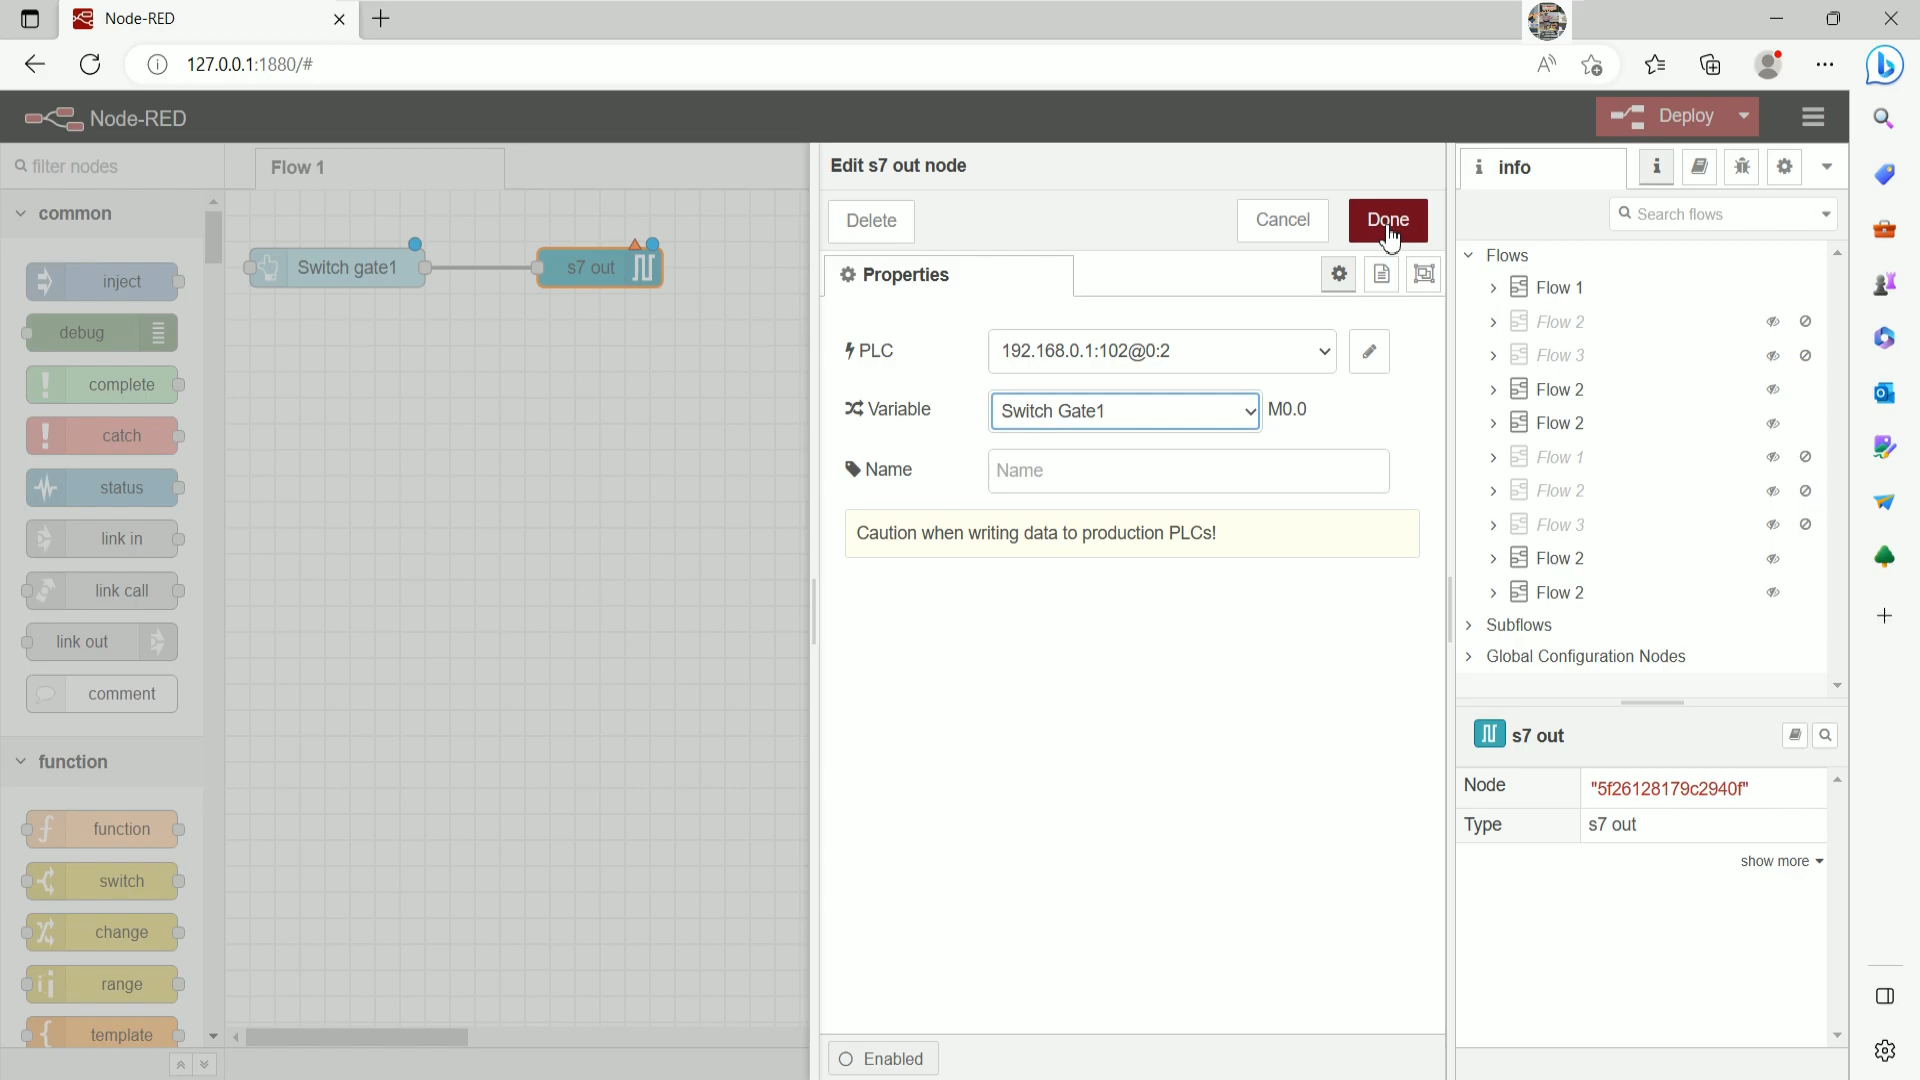 Node-RED
127.0.0.1:1880/#
Node-RED
Deploy
filter nodes
Flow 1
common
inject
debug
complete
catch
status
link in
link call
link out
comment
function
function
switch
change
range
template
Switch gate1
s7 out
Edit s7 out node
Delete
Cancel
Done
Properties
PLC
192.168.0.1:102@0:2
Variable
Switch Gate1
M0.0
Name
Name
Caution when writing data to production PLCs!
Enabled
info
Search flows
Flows
Flow 1
Flow 2
Flow 3
Flow 2
Flow 2
Flow 1
Flow 2
Flow 3
Flow 2
Flow 2
Subflows
Global Configuration Nodes
s7 out
Node
"5f26128179c2940f"
Type
s7 out
show more